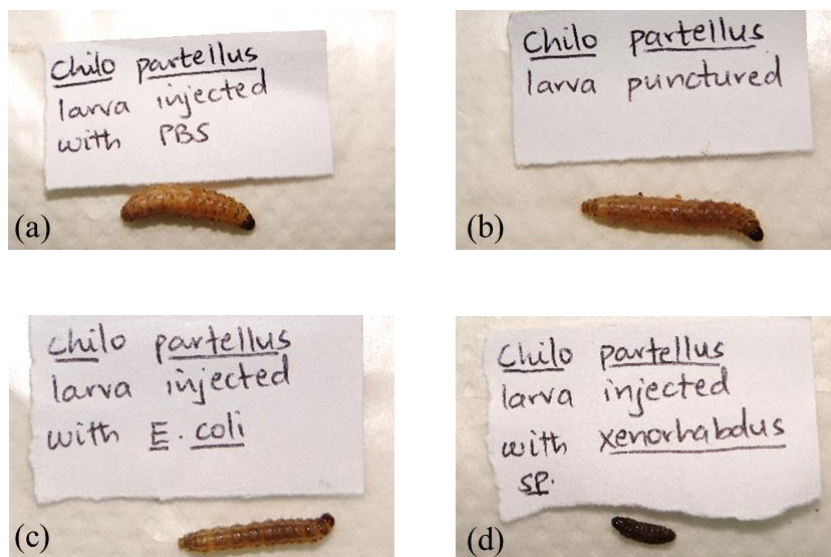 Chilo partellus
larva injected
with PBS
(a)
Chilo partellus
larva punctured
(b)
Chilo partellus
larva injected
with E. coli
(c)
Chilo partellus
larva injected
with xenorhabdus
sp.
(d)